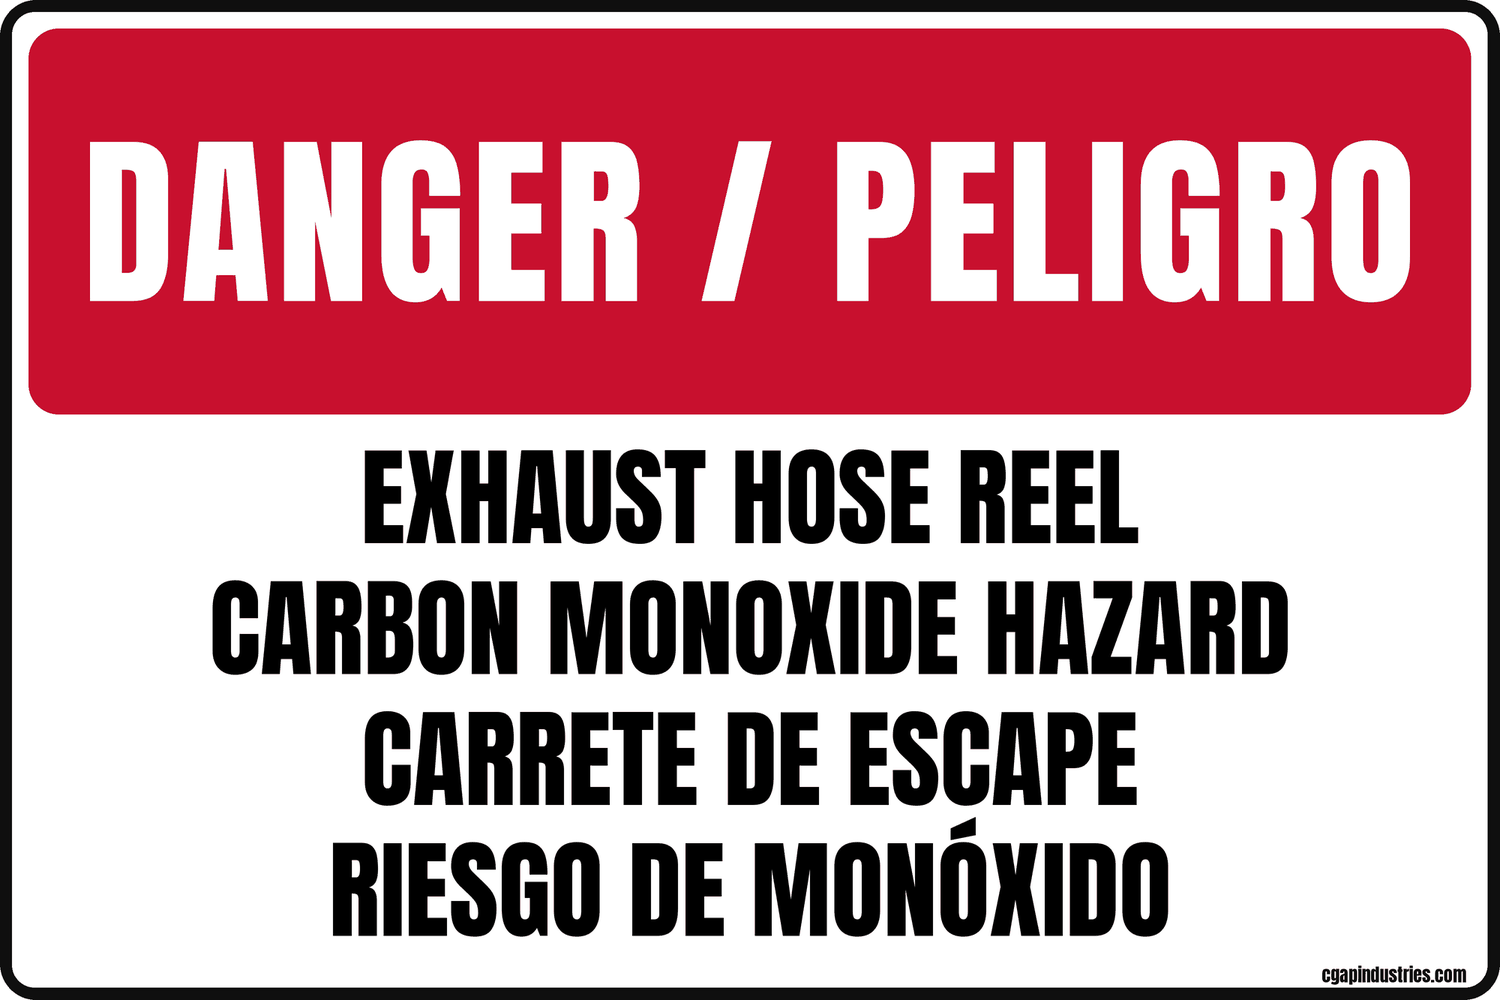 DANGER / PELIGRO
EXHAUST HOSE REEL
CARBON MONOXIDE HAZARD
CARRETE DE ESCAPE
RIESGO DE MONÓXIDO
cgapindustries.com